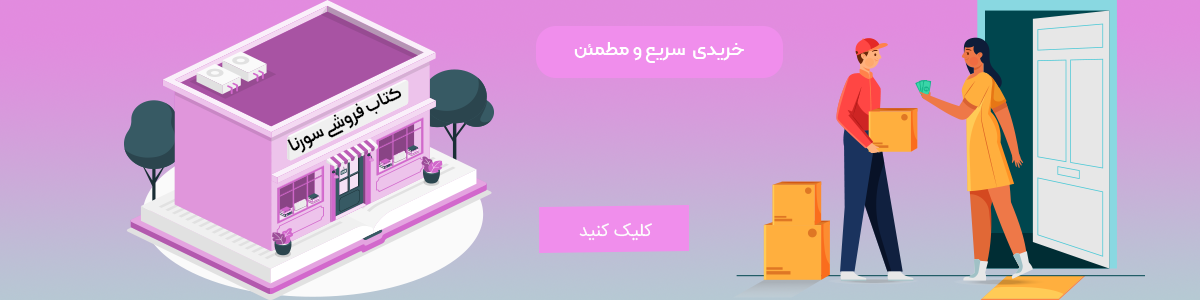 خریدی سریع و مطمئن
کتاب فروشی سورنا
کلیک کنید